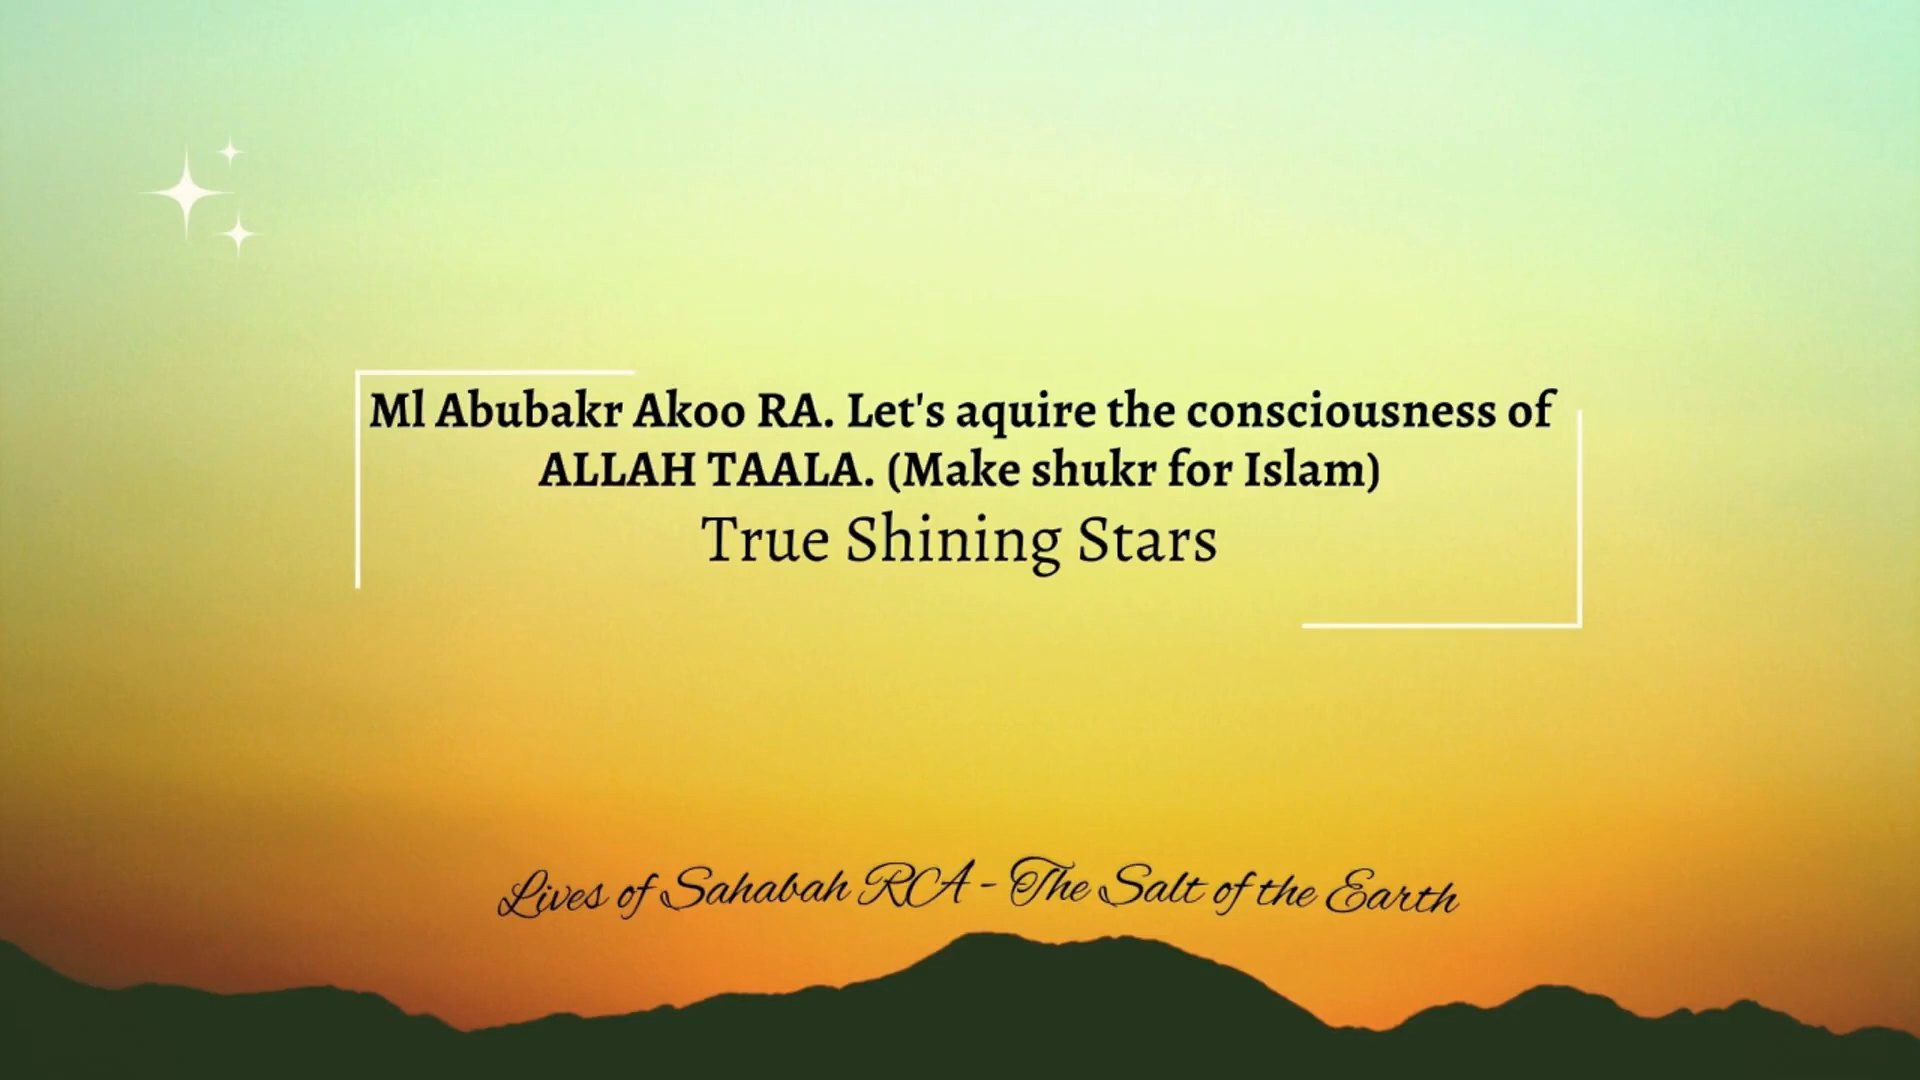 Ml Abubakr Akoo RA. Let's aquire the consciousness of
ALLAH TAALA. (Make shukr for Islam)
True Shining Stars
Lives of Sahabah RA - The Salt of the Earth